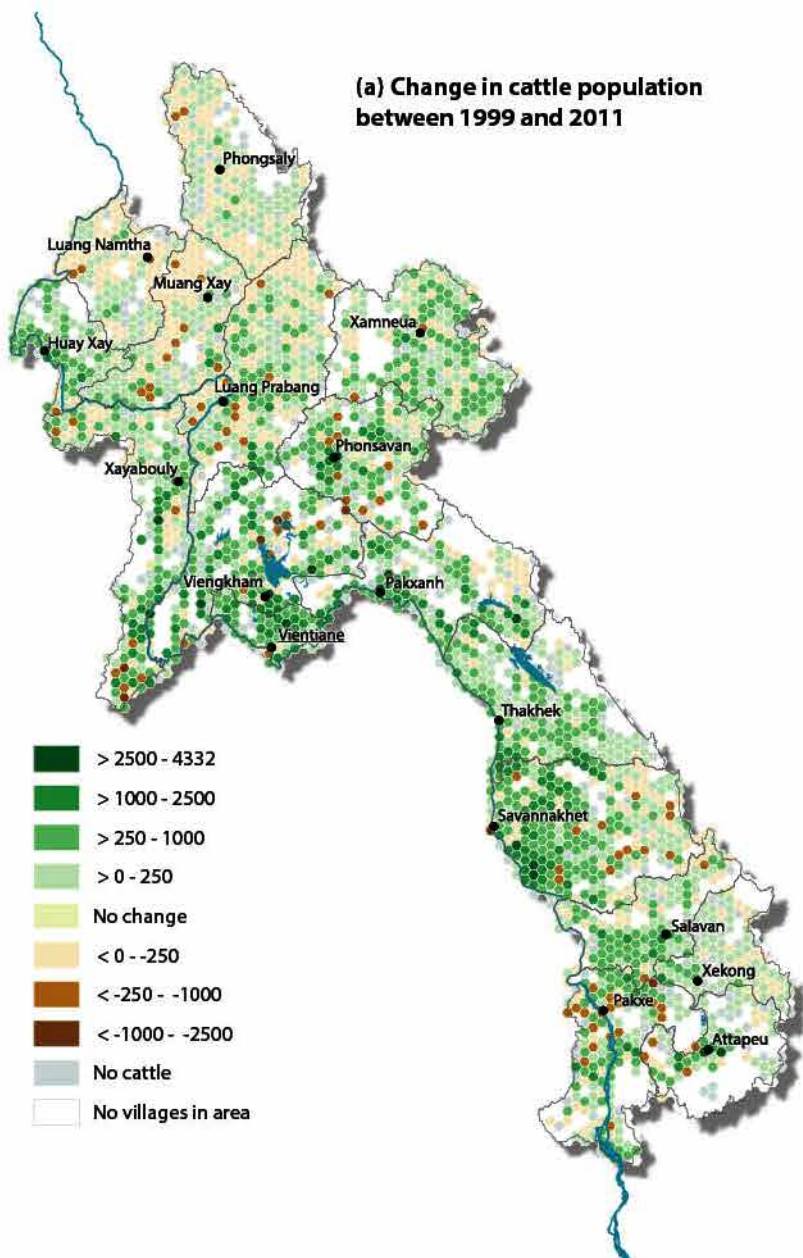 (a) Change in cattle population
between 1999 and 2011
Phongsaly
Luang Namtha
Muang Xay
Xamneua
Huay Xay
Luang Prabang
Phonsavan
Xayabouly
Viengkham
Pakxanh
Vientiane
Thakhek
> 2500 - 4332
> 1000 - 2500
> 250 - 1000
> 0 - 250
No change
< 0 - -250
< -250 - -1000
< -1000 - -2500
No cattle
No villages in area
Savannakhet
Salavan
Xekong
Pakxe
Attapeu